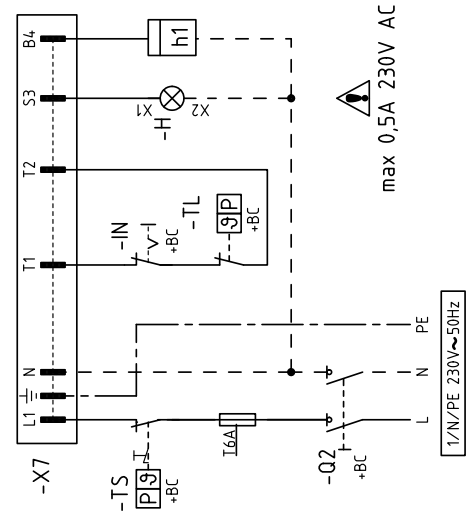 B4
S3
T2
T1
N
L1
-X7
h1
X1
X2
-H
max 0,5A 230V AC
-IN
+BC
-TL
ϑ P
+BC
-TS
P ϑ
+BC
T6A
-Q2
+BC
PE
N
L
1/N/PE 230V~50Hz